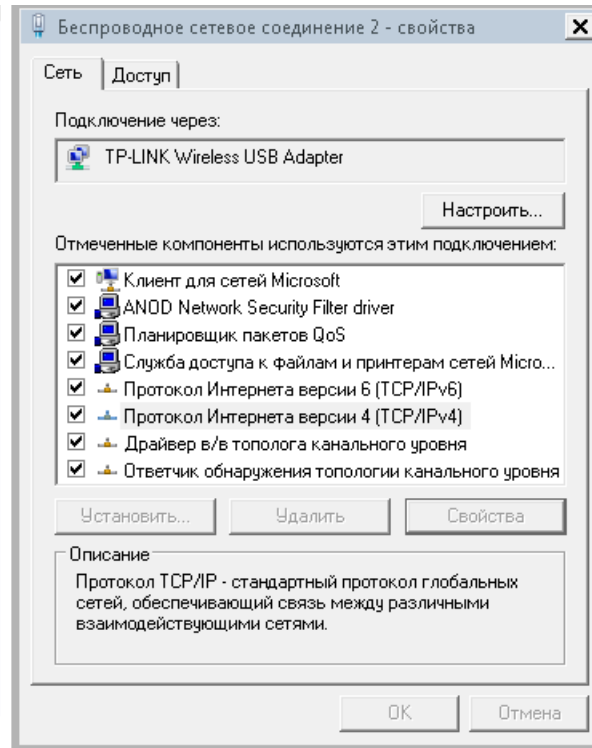 Беспроводное сетевое соединение 2 - свойства
Сеть
Доступ
Подключение через:
TP-LINK Wireless USB Adapter
Настроить...
Отмеченные компоненты используются этим подключением:
Клиент для сетей Microsoft
ANOD Network Security Filter driver
Планировщик пакетов QoS
Служба доступа к файлам и принтерам сетей Micro...
Протокол Интернета версии 6 (TCP/IPv6)
Протокол Интернета версии 4 (TCP/IPv4)
Драйвер в/в тополога канального уровня
Ответчик обнаружения топологии канального уровня
Установить...
Удалить
Свойства
Описание
Протокол TCP/IP - стандартный протокол глобальных
сетей, обеспечивающий связь между различными
взаимодействующими сетями.
OK
Отмена